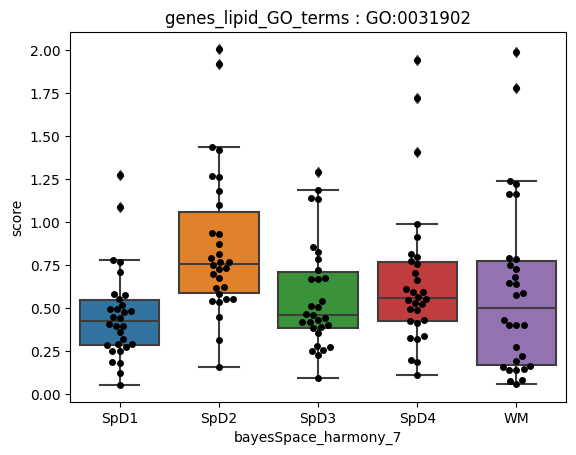 genes_lipid_GO_terms : GO:0031902
2.00
1.75
1.50
1.25
1.00
0.75
0.50
0.25
0.00
score
SpD1 SpD2 SpD3 SpD4 WM
bayesSpace_harmony_7